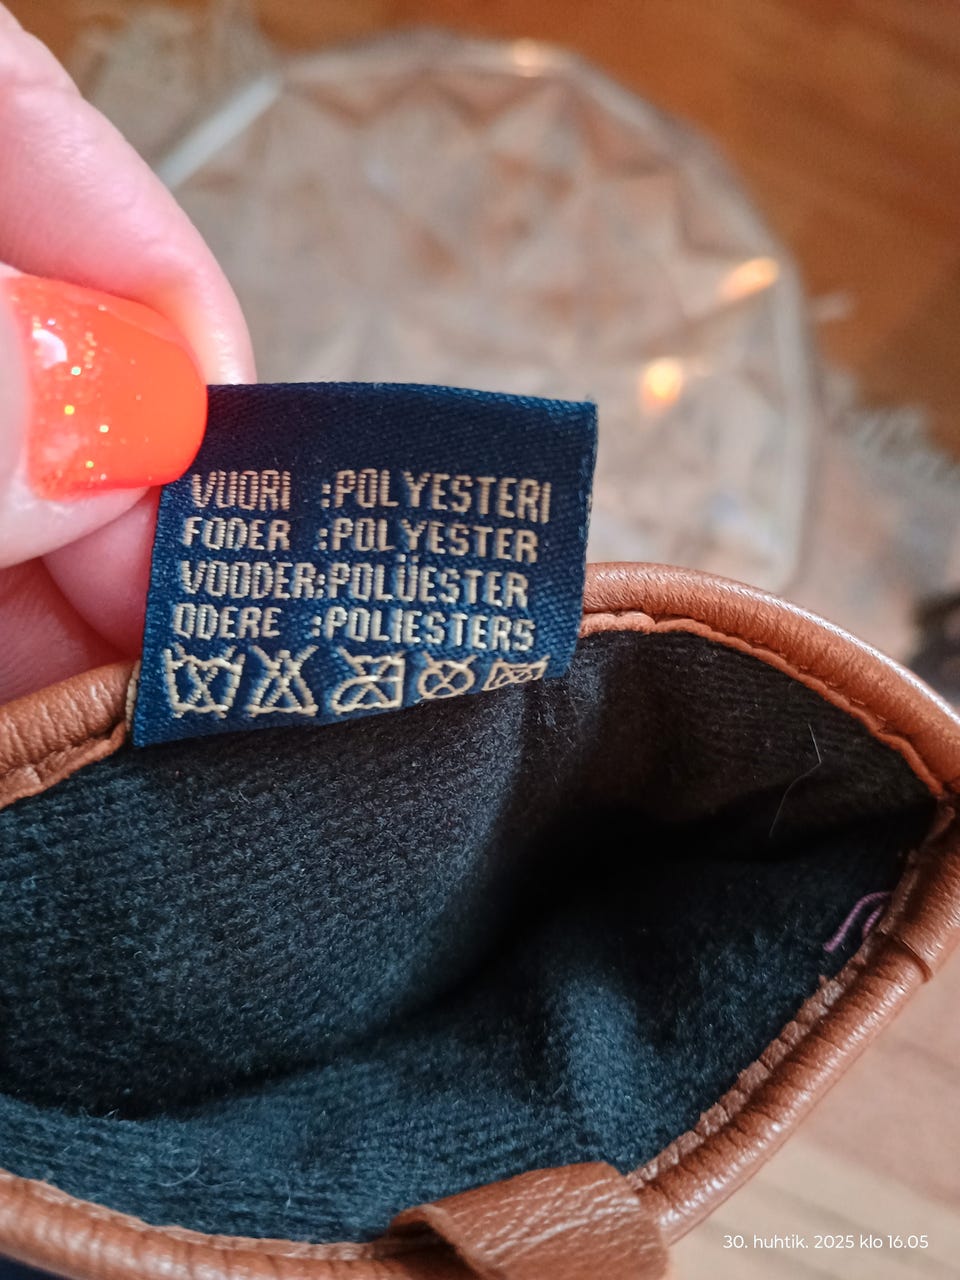 VUORI :POLYESTERI
FODER :POLYESTER
VOODER:POLÜESTER
ODERE :POLIESTERS
30. huhtik. 2025 klo 16.05